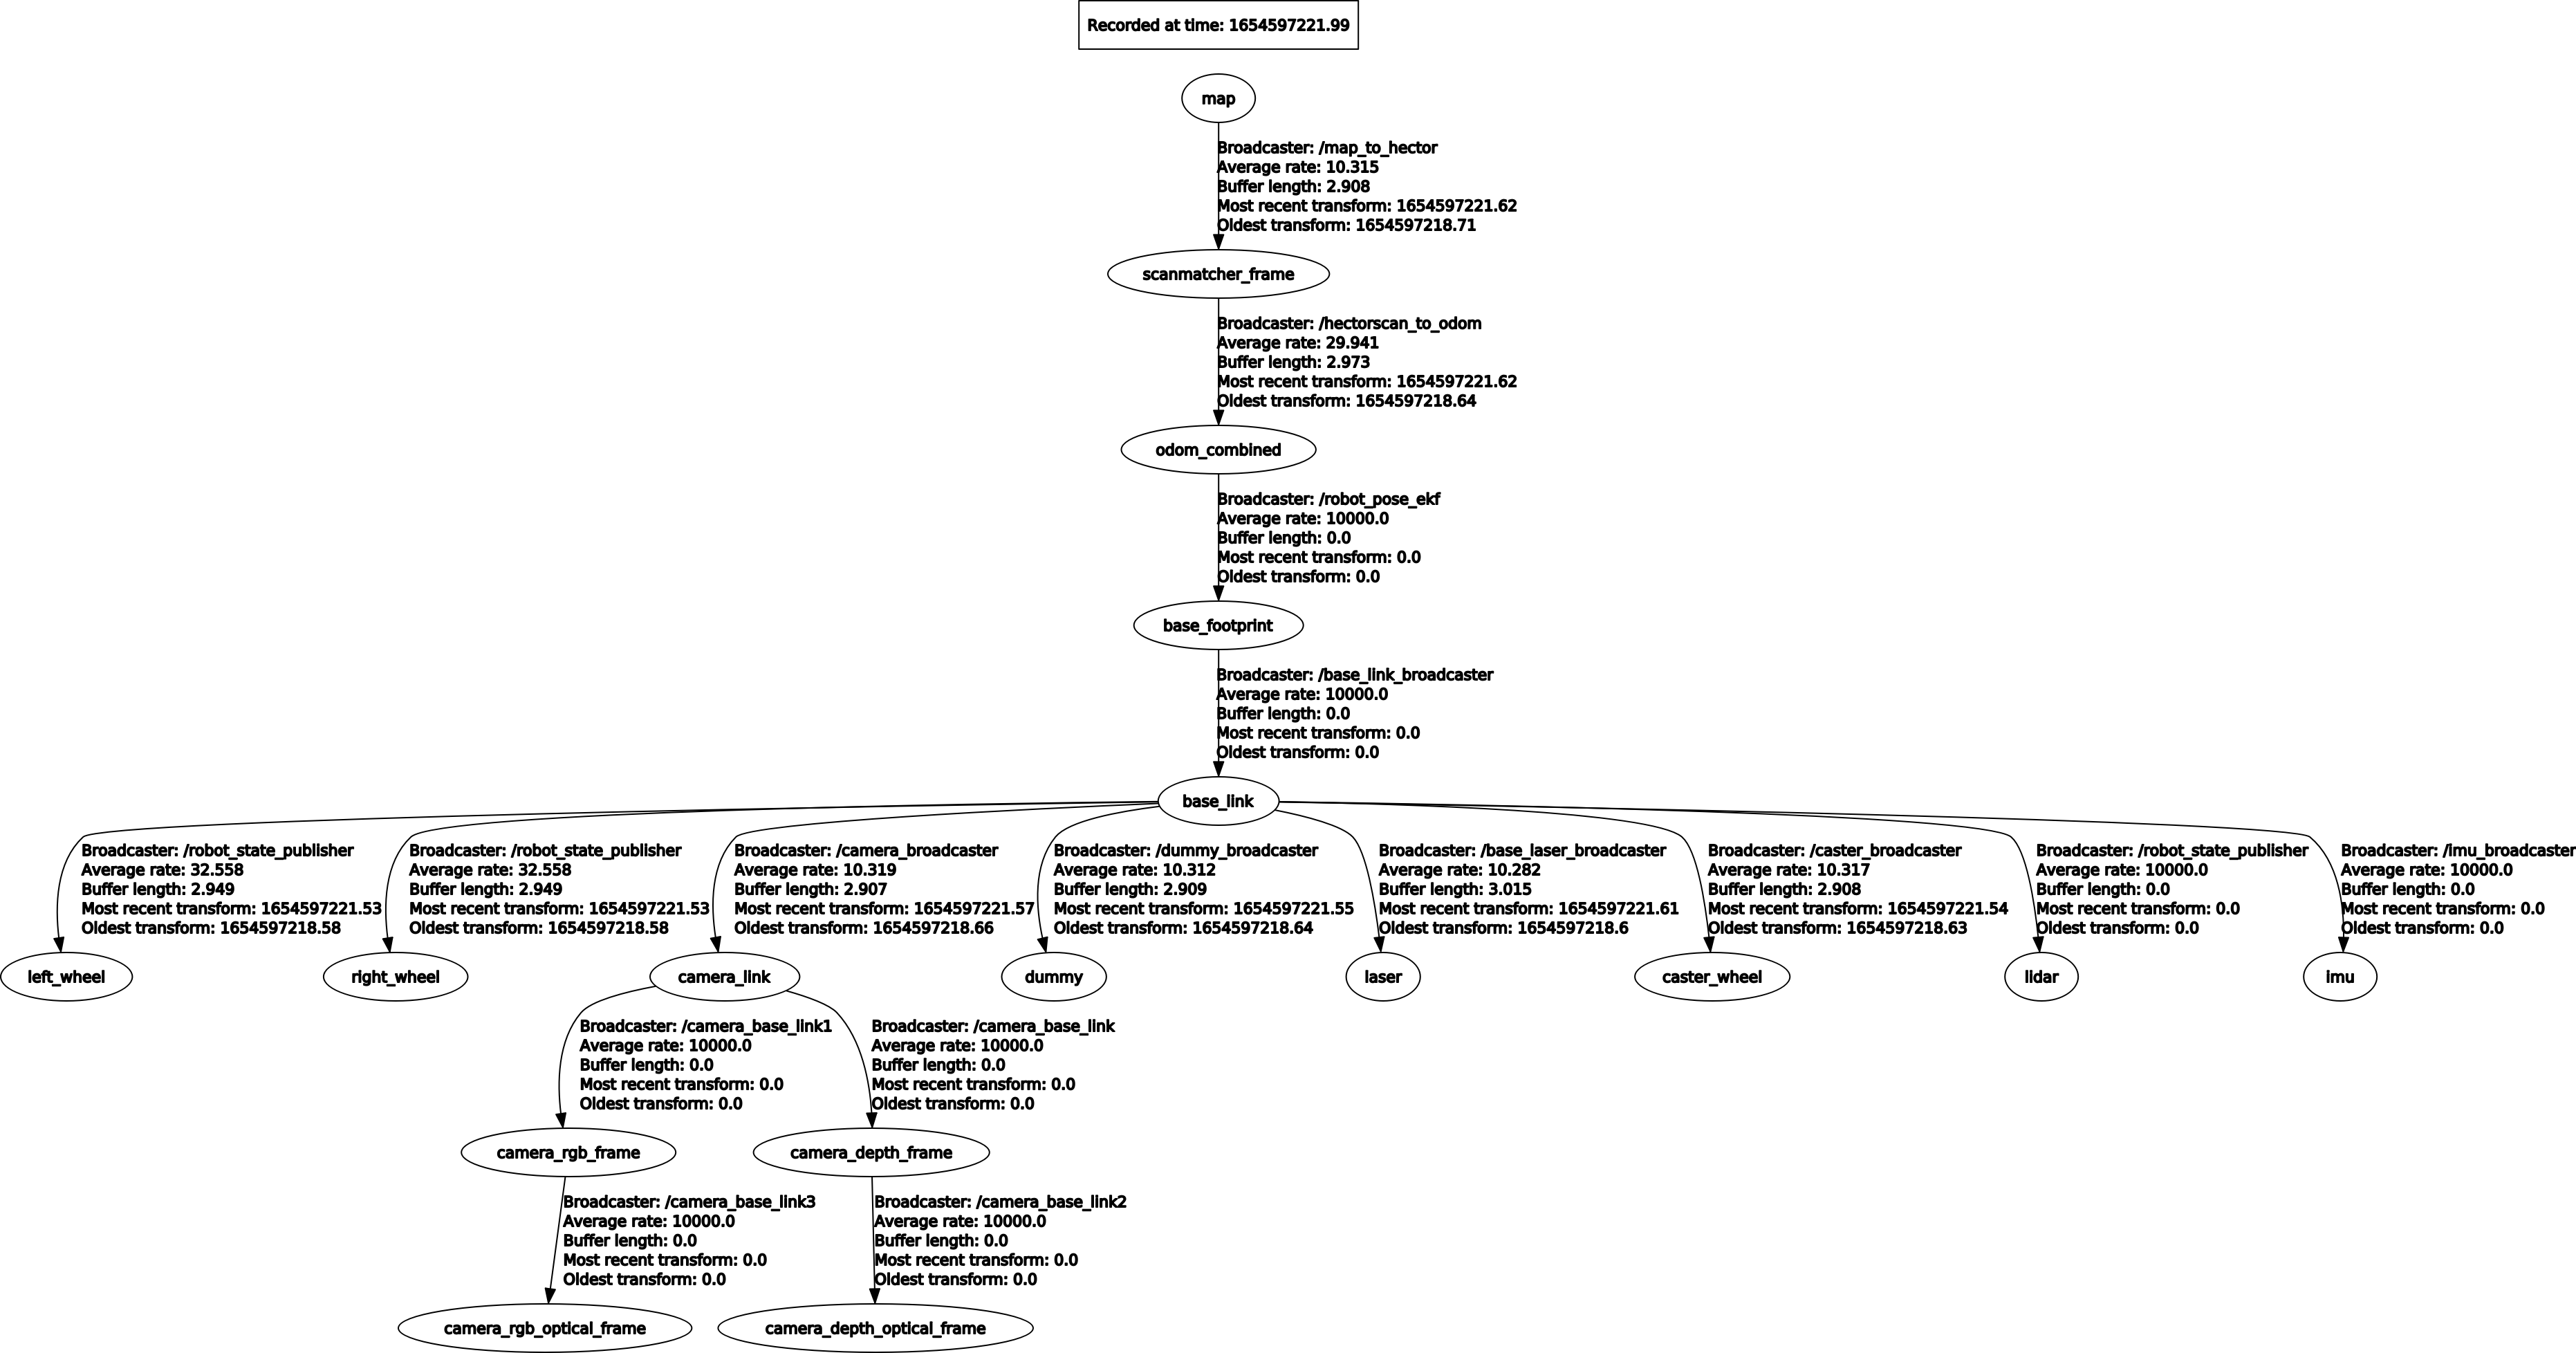 Recorded at time: 1654597221.99
map
Broadcaster: /map_to_hector
Average rate: 10.315
Buffer length: 2.908
Most recent transform: 1654597221.62
Oldest transform: 1654597218.71
scanmatcher_frame
Broadcaster: /hectorscan_to_odom
Average rate: 29.941
Buffer length: 2.973
Most recent transform: 1654597221.62
Oldest transform: 1654597218.64
odom_combined
Broadcaster: /robot_pose_ekf
Average rate: 10000.0
Buffer length: 0.0
Most recent transform: 0.0
Oldest transform: 0.0
base_footprint
Broadcaster: /base_link_broadcaster
Average rate: 10000.0
Buffer length: 0.0
Most recent transform: 0.0
Oldest transform: 0.0
base_link
Broadcaster: /robot_state_publisher
Average rate: 32.558
Buffer length: 2.949
Most recent transform: 1654597221.53
Oldest transform: 1654597218.58
Broadcaster: /robot_state_publisher
Average rate: 32.558
Buffer length: 2.949
Most recent transform: 1654597221.53
Oldest transform: 1654597218.58
Broadcaster: /camera_broadcaster
Average rate: 10.319
Buffer length: 2.907
Most recent transform: 1654597221.57
Oldest transform: 1654597218.66
Broadcaster: /dummy_broadcaster
Average rate: 10.312
Buffer length: 2.909
Most recent transform: 1654597221.55
Oldest transform: 1654597218.64
Broadcaster: /base_laser_broadcaster
Average rate: 10.282
Buffer length: 3.015
Most recent transform: 1654597221.61
Oldest transform: 1654597218.6
Broadcaster: /caster_broadcaster
Average rate: 10.317
Buffer length: 2.908
Most recent transform: 1654597221.54
Oldest transform: 1654597218.63
Broadcaster: /robot_state_publisher
Average rate: 10000.0
Buffer length: 0.0
Most recent transform: 0.0
Oldest transform: 0.0
Broadcaster: /imu_broadcaster
Average rate: 10000.0
Buffer length: 0.0
Most recent transform: 0.0
Oldest transform: 0.0
left_wheel
right_wheel
camera_link
dummy
laser
caster_wheel
lidar
imu
Broadcaster: /camera_base_link1
Average rate: 10000.0
Buffer length: 0.0
Most recent transform: 0.0
Oldest transform: 0.0
Broadcaster: /camera_base_link
Average rate: 10000.0
Buffer length: 0.0
Most recent transform: 0.0
Oldest transform: 0.0
camera_rgb_frame
camera_depth_frame
Broadcaster: /camera_base_link3
Average rate: 10000.0
Buffer length: 0.0
Most recent transform: 0.0
Oldest transform: 0.0
Broadcaster: /camera_base_link2
Average rate: 10000.0
Buffer length: 0.0
Most recent transform: 0.0
Oldest transform: 0.0
camera_rgb_optical_frame
camera_depth_optical_frame